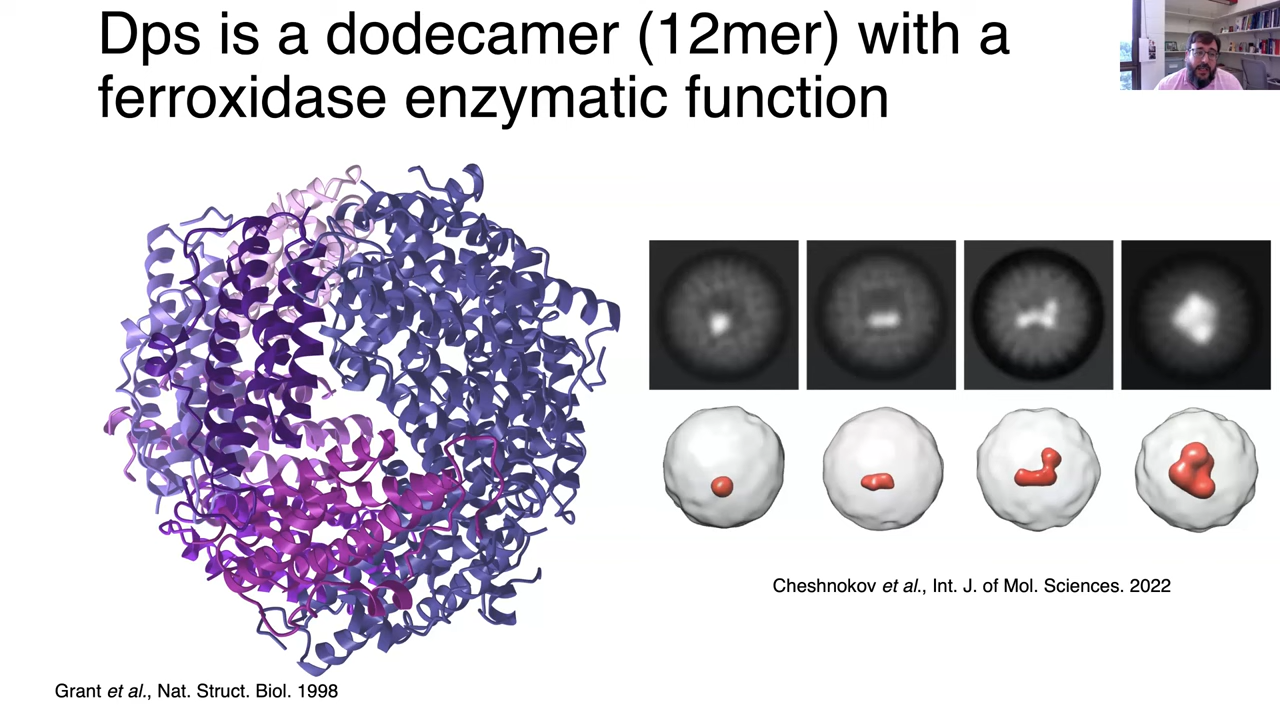 Dps is a dodecamer (12mer) with a
ferroxidase enzymatic function
Cheshnokov et al., Int. J. of Mol. Sciences. 2022
Grant et al., Nat. Struct. Biol. 1998